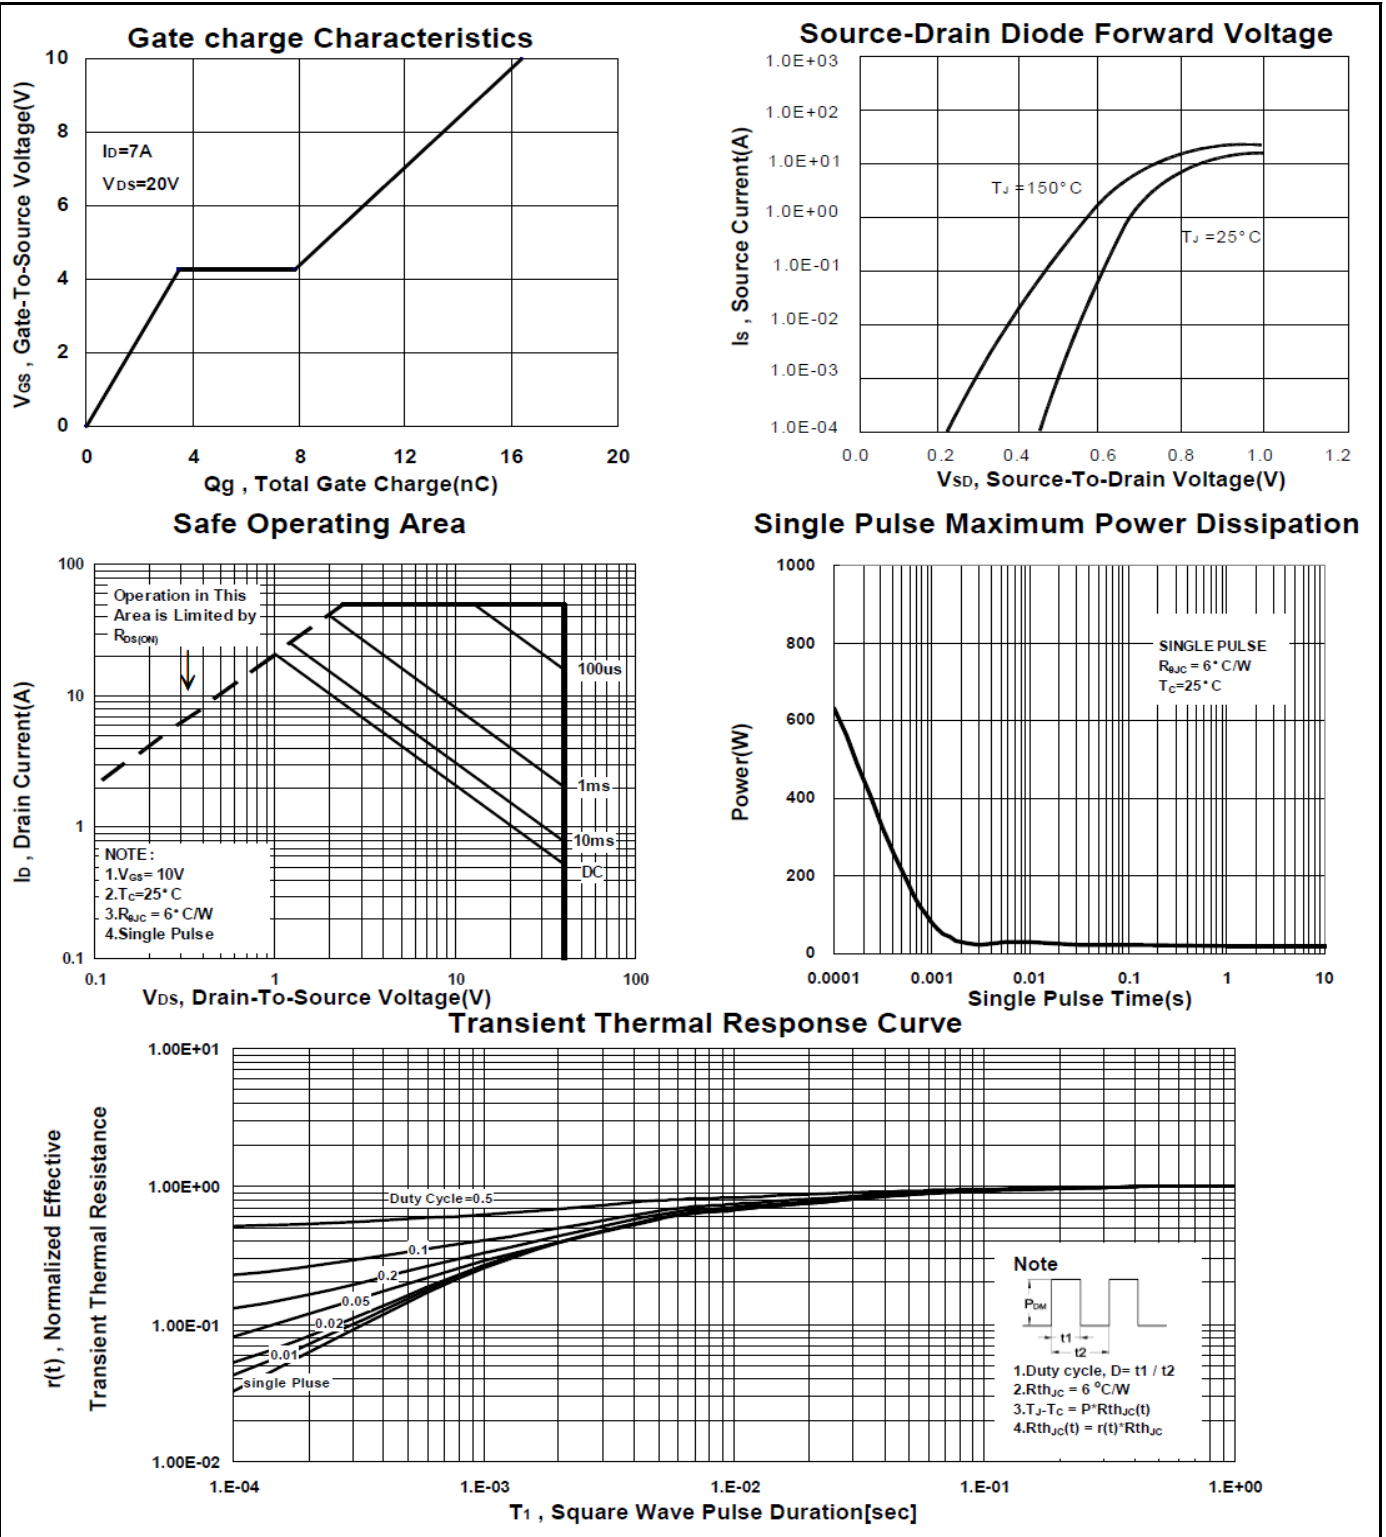 Gate charge Characteristics
VGS , Gate-To-Source Voltage(V)
10
8
6
4
2
0
ID=7A
VDS=20V
0 4 8 12 16 20
Qg , Total Gate Charge(nC)
Source-Drain Diode Forward Voltage
IS , Source Current(A)
1.0E+03
1.0E+02
1.0E+01
1.0E+00
1.0E-01
1.0E-02
1.0E-03
1.0E-04
TJ =150°C
TJ =25°C
0.0 0.2 0.4 0.6 0.8 1.0 1.2
VSD, Source-To-Drain Voltage(V)
Safe Operating Area
ID , Drain Current(A)
100
10
1
0.1
Operation in This
Area is Limited by
RDS(ON)
100us
1ms
10ms
DC
NOTE :
1.VGS= 10V
2.TC=25°C
3.RθJC = 6°C/W
4.Single Pulse
0.1 1 10 100
VDS, Drain-To-Source Voltage(V)
Single Pulse Maximum Power Dissipation
Power(W)
1000
800
600
400
200
0
SINGLE PULSE
RθJC = 6°C/W
TC=25°C
0.0001 0.001 0.01 0.1 1 10
Single Pulse Time(s)
Transient Thermal Response Curve
r(t) , Normalized Effective
Transient Thermal Resistance
1.00E+01
1.00E+00
1.00E-01
1.00E-02
Duty Cycle=0.5
0.1
0.2
0.05
0.02
0.01
single Pluse
Note
PDM
t1
t2
1.Duty cycle, D= t1 / t2
2.RthJC = 6 °C/W
3.TJ-TC = P*RthJC(t)
4.RthJC(t) = r(t)*RthJC
1.E-04 1.E-03 1.E-02 1.E-01 1.E+00
T1 , Square Wave Pulse Duration[sec]